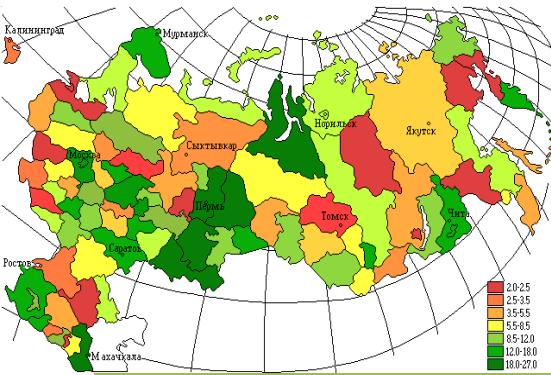 Калининград
Мурманск
Норильск
Якутск
Сыктывкар
Москва
Пермь
Томск
Чита
Саратов
Ростов
Махачкала
2.0-2.5
2.5-3.5
3.5-5.5
5.5-8.5
8.5-12.0
12.0-18.0
18.0-27.0